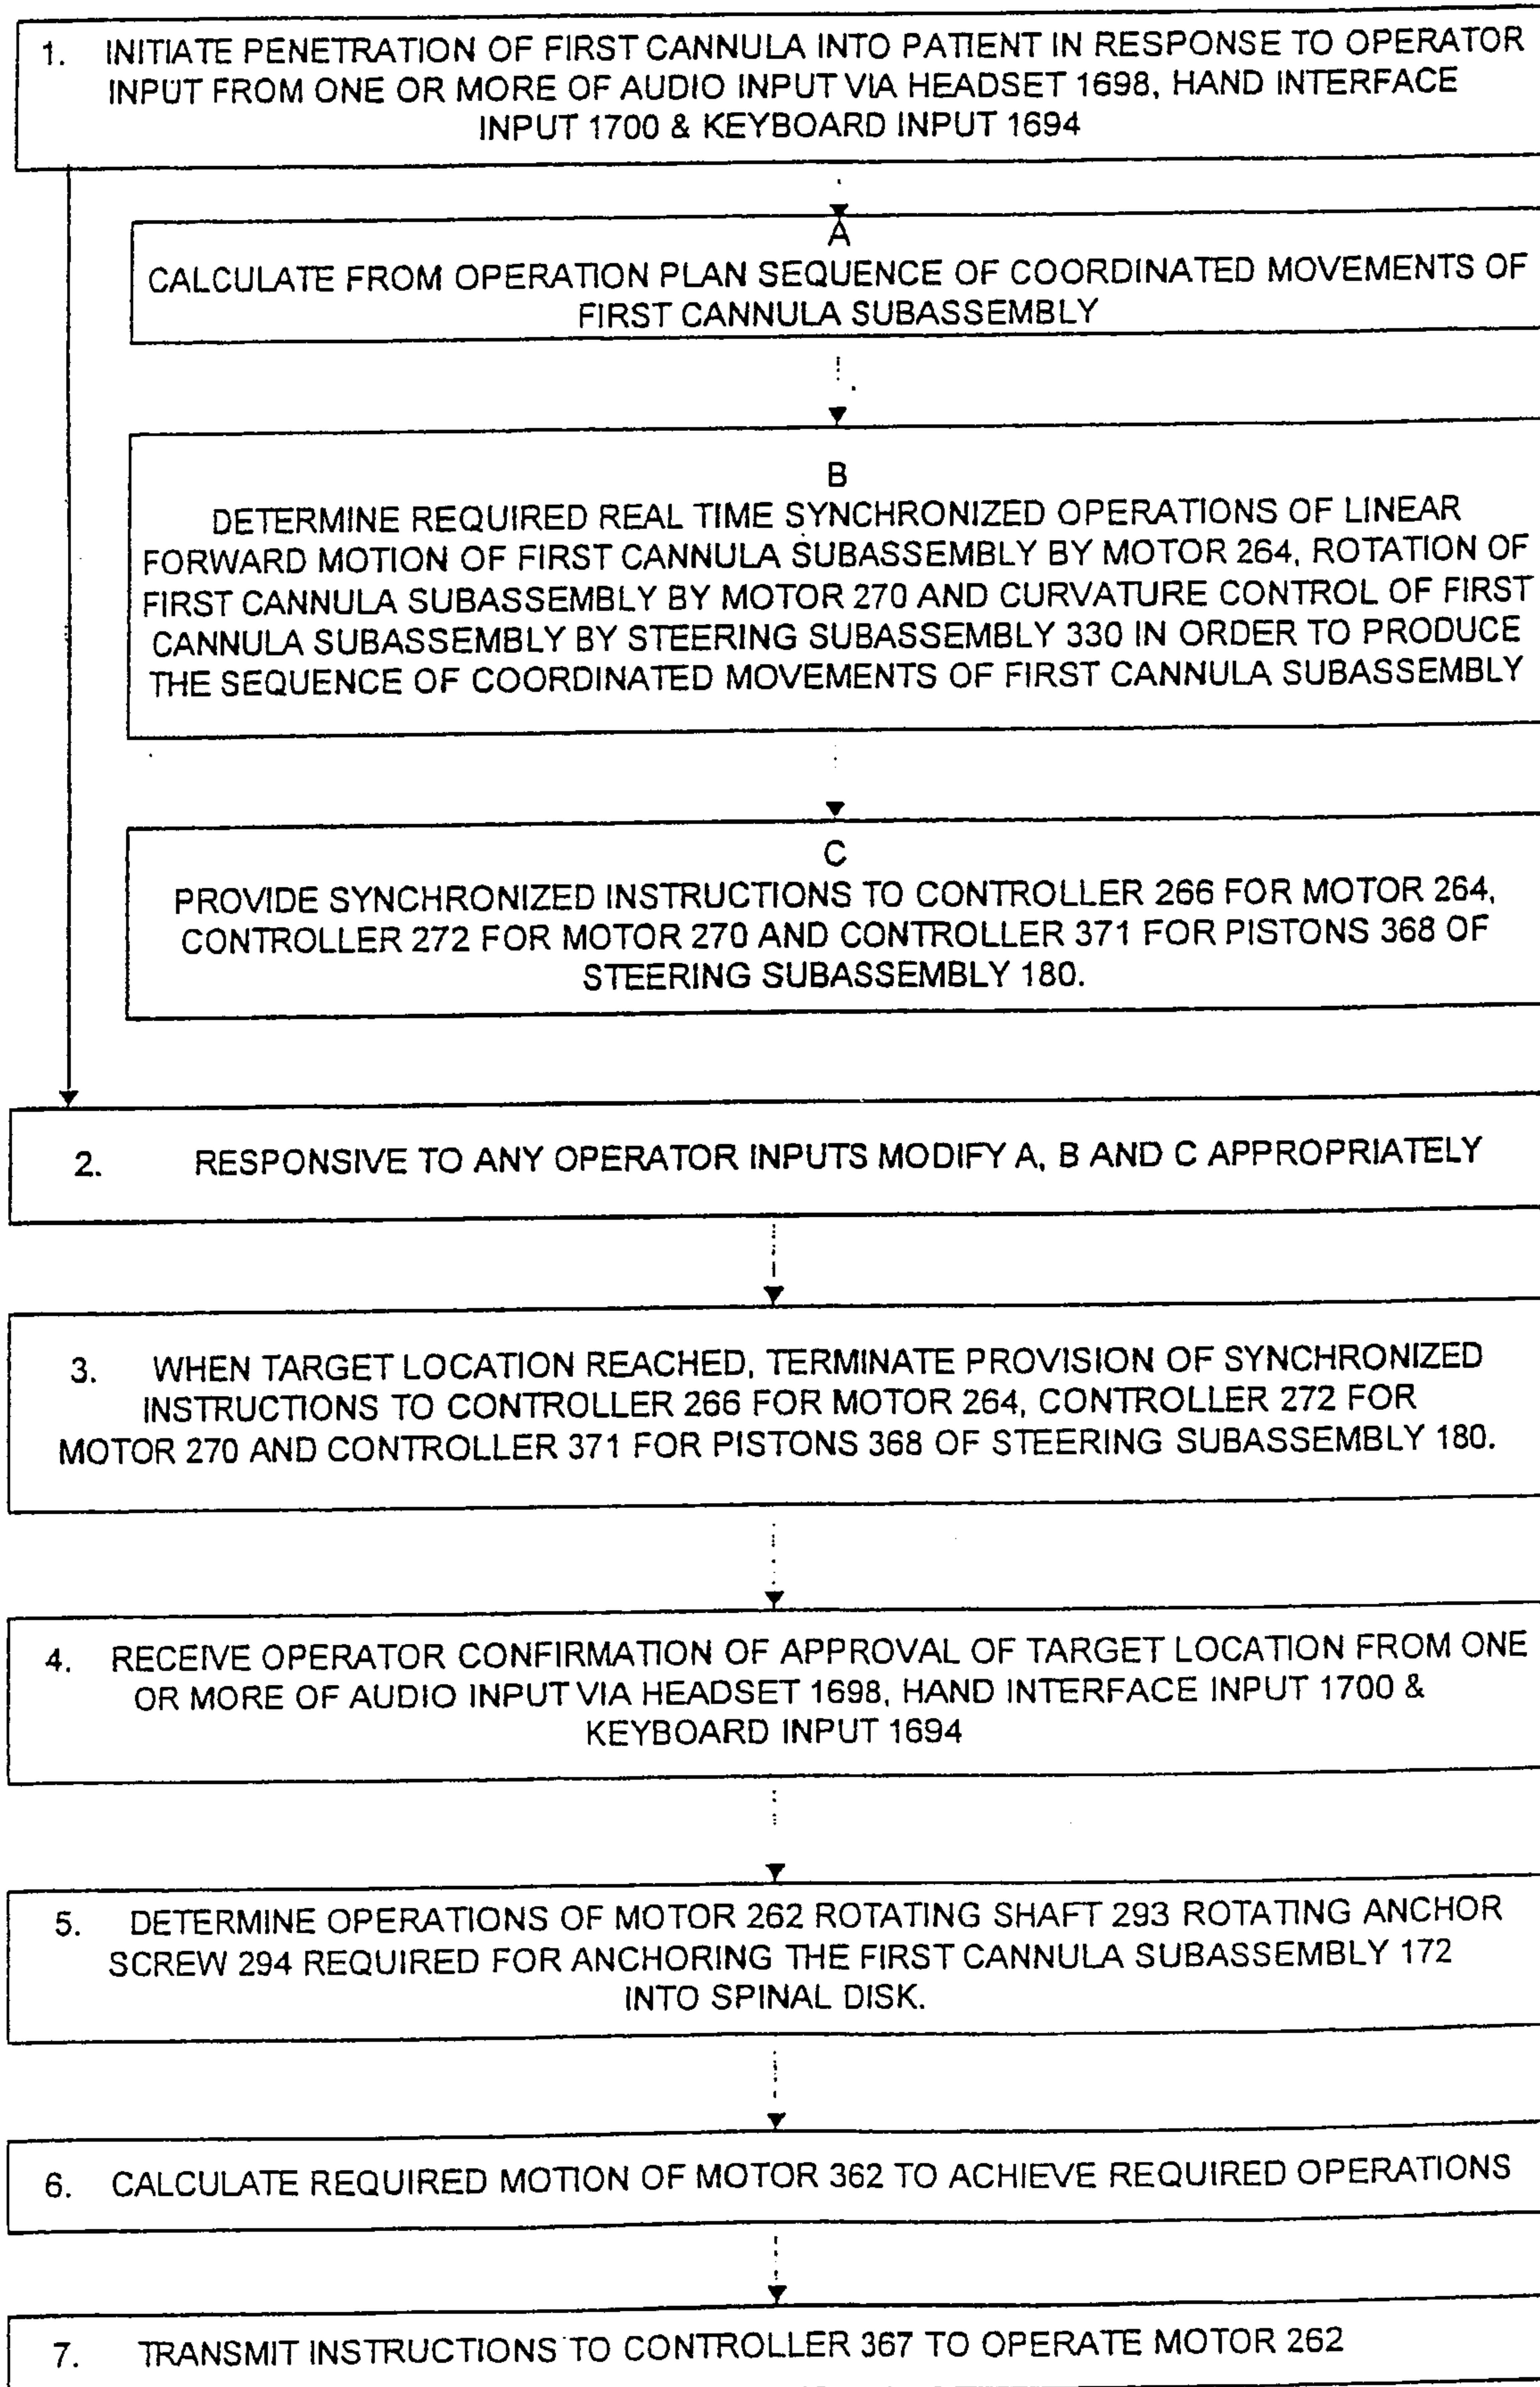 1. INITIATE PENETRATION OF FIRST CANNULA INTO PATIENT IN RESPONSE TO OPERATOR
INPUT FROM ONE OR MORE OF AUDIO INPUT VIA HEADSET 1698, HAND INTERFACE
INPUT 1700 & KEYBOARD INPUT 1694
A
CALCULATE FROM OPERATION PLAN SEQUENCE OF COORDINATED MOVEMENTS OF
FIRST CANNULA SUBASSEMBLY
B
DETERMINE REQUIRED REAL TIME SYNCHRONIZED OPERATIONS OF LINEAR
FORWARD MOTION OF FIRST CANNULA SUBASSEMBLY BY MOTOR 264, ROTATION OF
FIRST CANNULA SUBASSEMBLY BY MOTOR 270 AND CURVATURE CONTROL OF FIRST
CANNULA SUBASSEMBLY BY STEERING SUBASSEMBLY 330 IN ORDER TO PRODUCE
THE SEQUENCE OF COORDINATED MOVEMENTS OF FIRST CANNULA SUBASSEMBLY
C
PROVIDE SYNCHRONIZED INSTRUCTIONS TO CONTROLLER 266 FOR MOTOR 264,
CONTROLLER 272 FOR MOTOR 270 AND CONTROLLER 371 FOR PISTONS 368 OF
STEERING SUBASSEMBLY 180.
2. RESPONSIVE TO ANY OPERATOR INPUTS MODIFY A, B AND C APPROPRIATELY
3. WHEN TARGET LOCATION REACHED, TERMINATE PROVISION OF SYNCHRONIZED
INSTRUCTIONS TO CONTROLLER 266 FOR MOTOR 264, CONTROLLER 272 FOR
MOTOR 270 AND CONTROLLER 371 FOR PISTONS 368 OF STEERING SUBASSEMBLY 180.
4. RECEIVE OPERATOR CONFIRMATION OF APPROVAL OF TARGET LOCATION FROM ONE
OR MORE OF AUDIO INPUT VIA HEADSET 1698, HAND INTERFACE INPUT 1700 &
KEYBOARD INPUT 1694
5. DETERMINE OPERATIONS OF MOTOR 262 ROTATING SHAFT 293 ROTATING ANCHOR
SCREW 294 REQUIRED FOR ANCHORING THE FIRST CANNULA SUBASSEMBLY 172
INTO SPINAL DISK.
6. CALCULATE REQUIRED MOTION OF MOTOR 362 TO ACHIEVE REQUIRED OPERATIONS
7. TRANSMIT INSTRUCTIONS TO CONTROLLER 367 TO OPERATE MOTOR 262